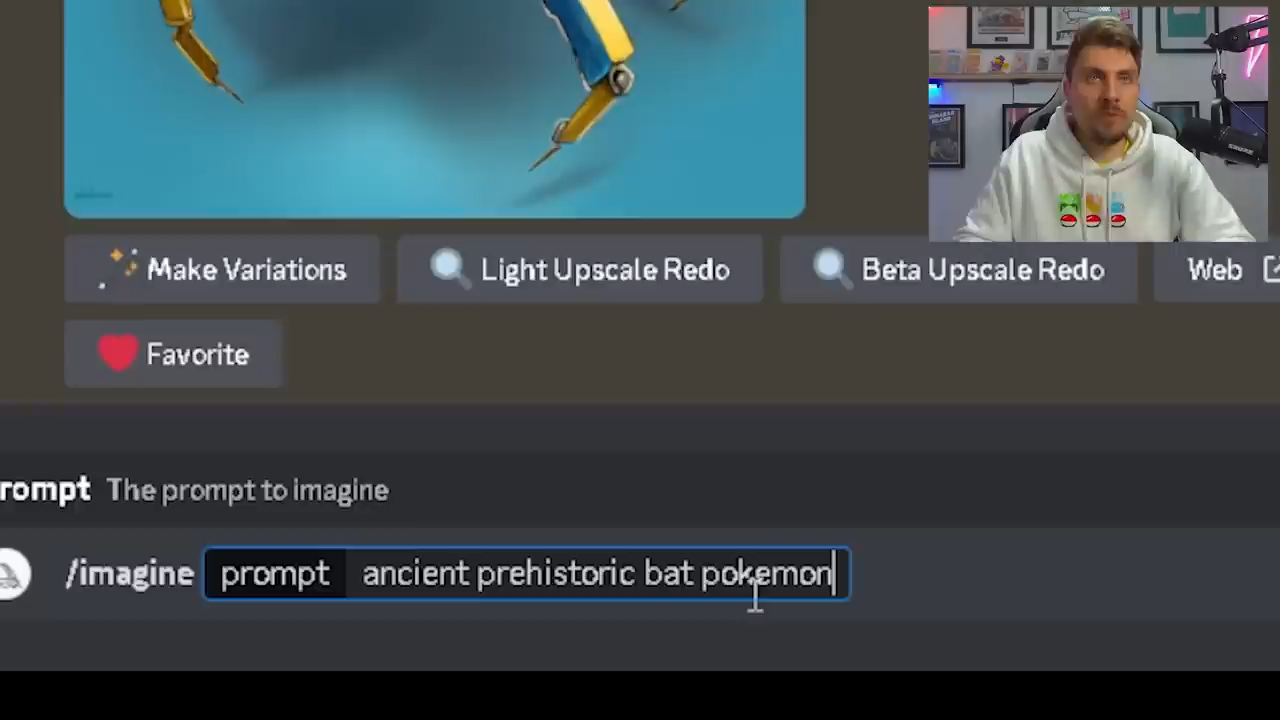 Make Variations
Light Upscale Redo
Beta Upscale Redo
Web
Favorite
rompt The prompt to imagine
/imagine prompt ancient prehistoric bat pokemon